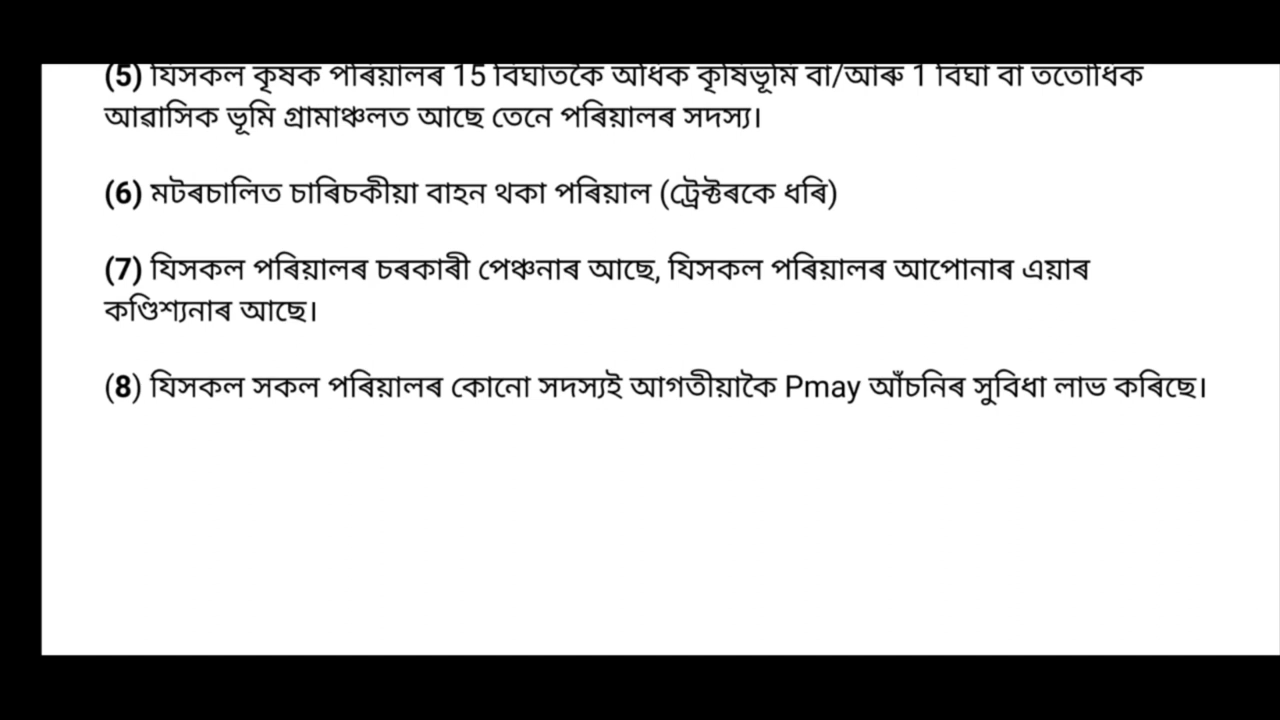 (5) যিসকল কৃষক পৰিয়ালৰ 15 বিঘাতকৈ অধিক কৃষিভূমি বা/আৰু 1 বিঘা বা ততোধিক
আৱাসিক ভূমি গ্ৰামাঞ্চলত আছে তেনে পৰিয়ালৰ সদস্য।
(6) মটৰচালিত চাৰিচকীয়া বাহন থকা পৰিয়াল (ট্ৰেক্টৰকে ধৰি)
(7) যিসকল পৰিয়ালৰ চৰকাৰী পেঞ্চনাৰ আছে, যিসকল পৰিয়ালৰ আপোনাৰ এয়াৰ
কণ্ডিশ্যনাৰ আছে।
(8) যিসকল সকল পৰিয়ালৰ কোনো সদস্যই আগতীয়াকৈ Pmay আঁচনিৰ সুবিধা লাভ কৰিছে।